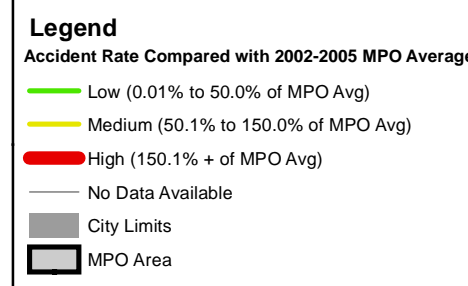 Legend
Accident Rate Compared with 2002-2005 MPO Average
Low (0.01% to 50.0% of MPO Avg)
Medium (50.1% to 150.0% of MPO Avg)
High (150.1% + of MPO Avg)
No Data Available
City Limits
MPO Area